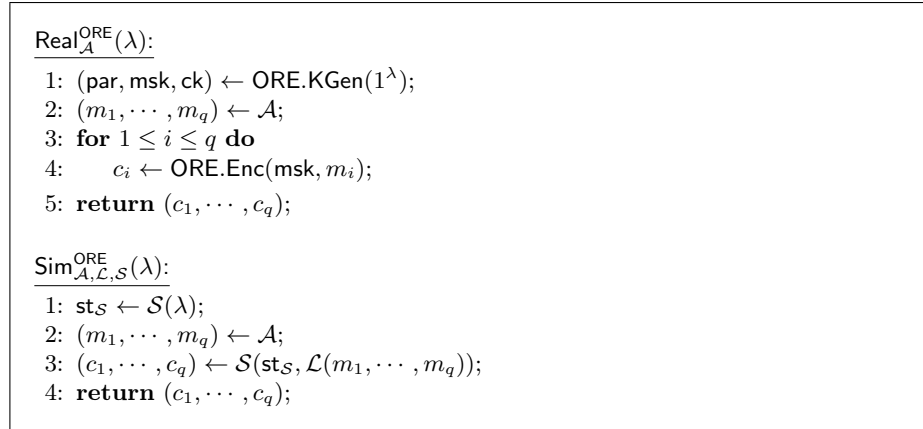 Real^ORE_A(λ):
1: (par, msk, ck) ← ORE.KGen(1^λ);
2: (m_1, ⋯ , m_q) ← A;
3: for 1 ≤ i ≤ q do
4: c_i ← ORE.Enc(msk, m_i);
5: return (c_1, ⋯ , c_q);
Sim^ORE_{A,L,S}(λ):
1: st_S ← S(λ);
2: (m_1, ⋯ , m_q) ← A;
3: (c_1, ⋯ , c_q) ← S(st_S, L(m_1, ⋯ , m_q));
4: return (c_1, ⋯ , c_q);